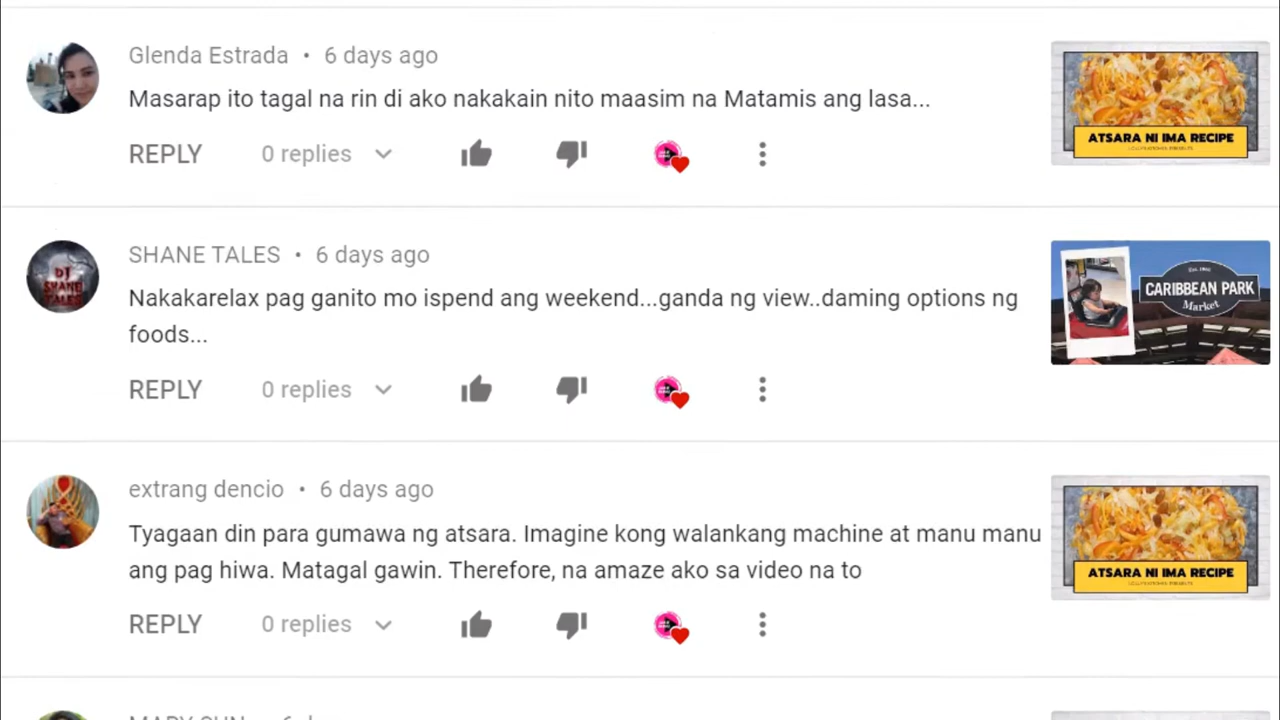 Glenda Estrada • 6 days ago
Masarap ito tagal na rin di ako nakakain nito maasim na Matamis ang lasa...
REPLY 0 replies
ATSARA NI IMA RECIPE
SHANE TALES • 6 days ago
Nakakarelax pag ganito mo ispend ang weekend...ganda ng view..daming options ng
foods...
REPLY 0 replies
DJ
SHANE
TALES
CARIBBEAN PARK
Market
extrang dencio • 6 days ago
Tyagaan din para gumawa ng atsara. Imagine kong walankang machine at manu manu
ang pag hiwa. Matagal gawin. Therefore, na amaze ako sa video na to
REPLY 0 replies
ATSARA NI IMA RECIPE